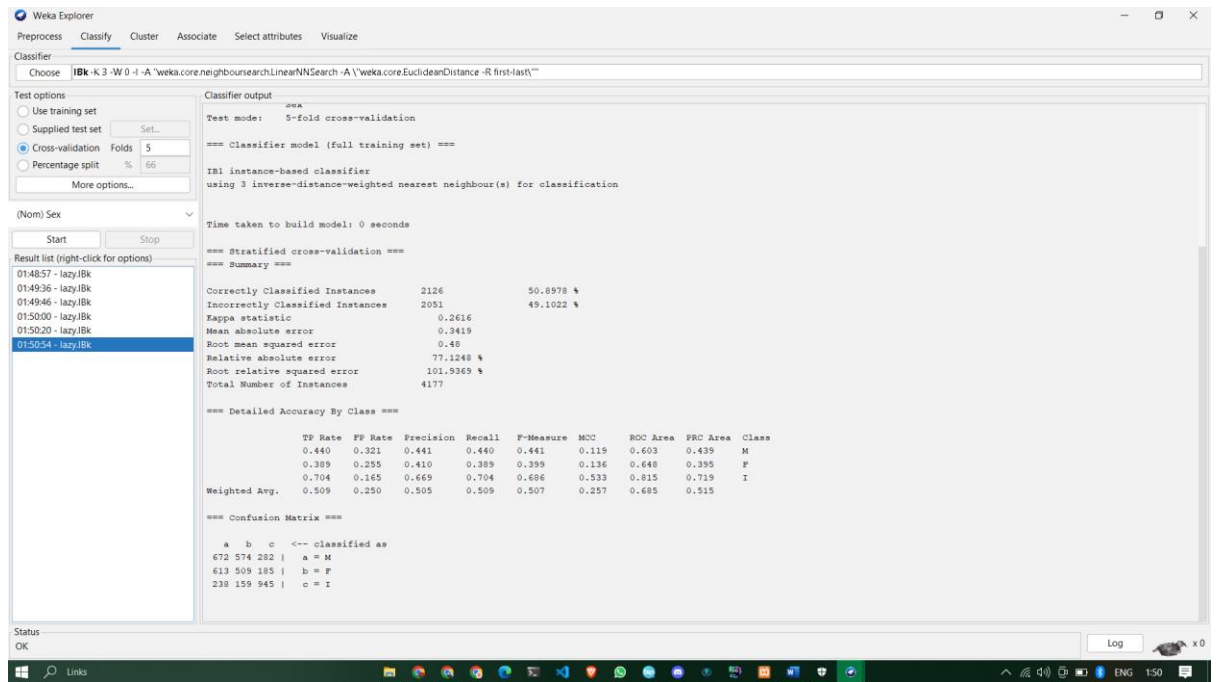 Weka Explorer
Preprocess Classify Cluster Associate Select attributes Visualize
Classifier
Choose IBk -K 3 -W 0 -I -A "weka.core.neighboursearch.LinearNNSearch -A \"weka.core.EuclideanDistance -R first-last\""
Test options
Use training set
Supplied test set Set...
Cross-validation Folds 5
Percentage split % 66
More options...
(Nom) Sex
Start Stop
Result list (right-click for options)
01:48:57 - lazy.IBk
01:49:36 - lazy.IBk
01:49:46 - lazy.IBk
01:50:00 - lazy.IBk
01:50:20 - lazy.IBk
01:50:54 - lazy.IBk
Classifier output
Sex
Test mode: 5-fold cross-validation
=== Classifier model (full training set) ===
IB1 instance-based classifier
using 3 inverse-distance-weighted nearest neighbour(s) for classification
Time taken to build model: 0 seconds
=== Stratified cross-validation ===
=== Summary ===
Correctly Classified Instances 2126 50.8978 %
Incorrectly Classified Instances 2051 49.1022 %
Kappa statistic 0.2616
Mean absolute error 0.3419
Root mean squared error 0.48
Relative absolute error 77.1248 %
Root relative squared error 101.9369 %
Total Number of Instances 4177
=== Detailed Accuracy By Class ===
TP Rate FP Rate Precision Recall F-Measure MCC ROC Area PRC Area Class
0.440 0.321 0.441 0.440 0.441 0.119 0.603 0.439 M
0.389 0.255 0.410 0.389 0.399 0.136 0.648 0.395 F
0.704 0.165 0.669 0.704 0.686 0.533 0.815 0.719 I
Weighted Avg. 0.509 0.250 0.505 0.509 0.507 0.257 0.685 0.515
=== Confusion Matrix ===
a b c <-- classified as
672 574 282 | a = M
613 509 185 | b = F
238 159 945 | c = I
Status
OK
Log x 0
Links ENG 1:50